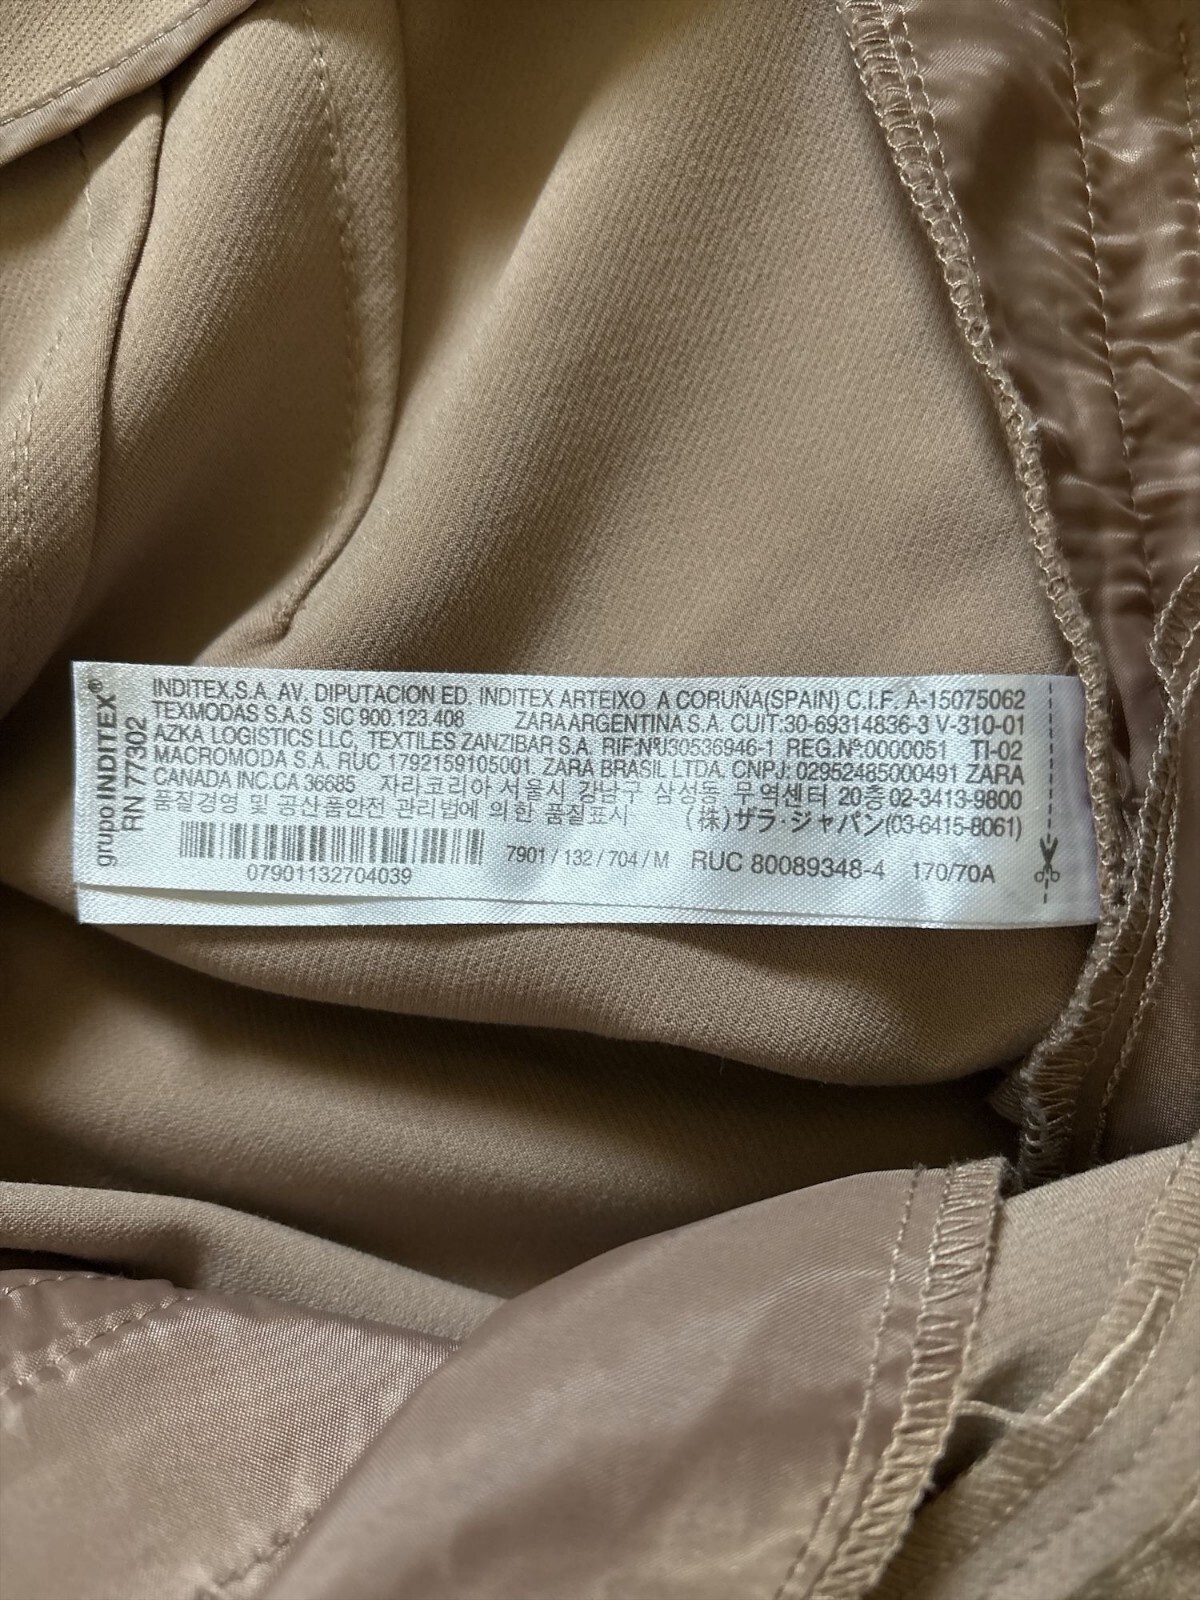 grupo INDITEX®
RN 77302
INDITEX,S.A. AV. DIPUTACION ED. INDITEX ARTEIXO A CORUÑA(SPAIN) C.I.F. A-15075062
TEXMODAS S.A.S SIC 900.123.408 ZARA ARGENTINA S.A. CUIT:30-69314836-3 V-310-01
AZKA LOGISTICS LLC, TEXTILES ZANZIBAR S.A. RIF:NºJ30536946-1 REG.Nº:0000051 TI-02
MACROMODA S.A. RUC 1792159105001 ZARA BRASIL LTDA. CNPJ: 02952485000491 ZARA
CANADA INC.CA 36685 자라코리아 서울시 강남구 삼성동 무역센터 20층 02-3413-9800
품질경영 및 공산품안전 관리법에 의한 품질표시 (株)ザラ・ジャパン(03-6415-8061)
7901 / 132 / 704 / M RUC 80089348-4 170/70A
07901132704039